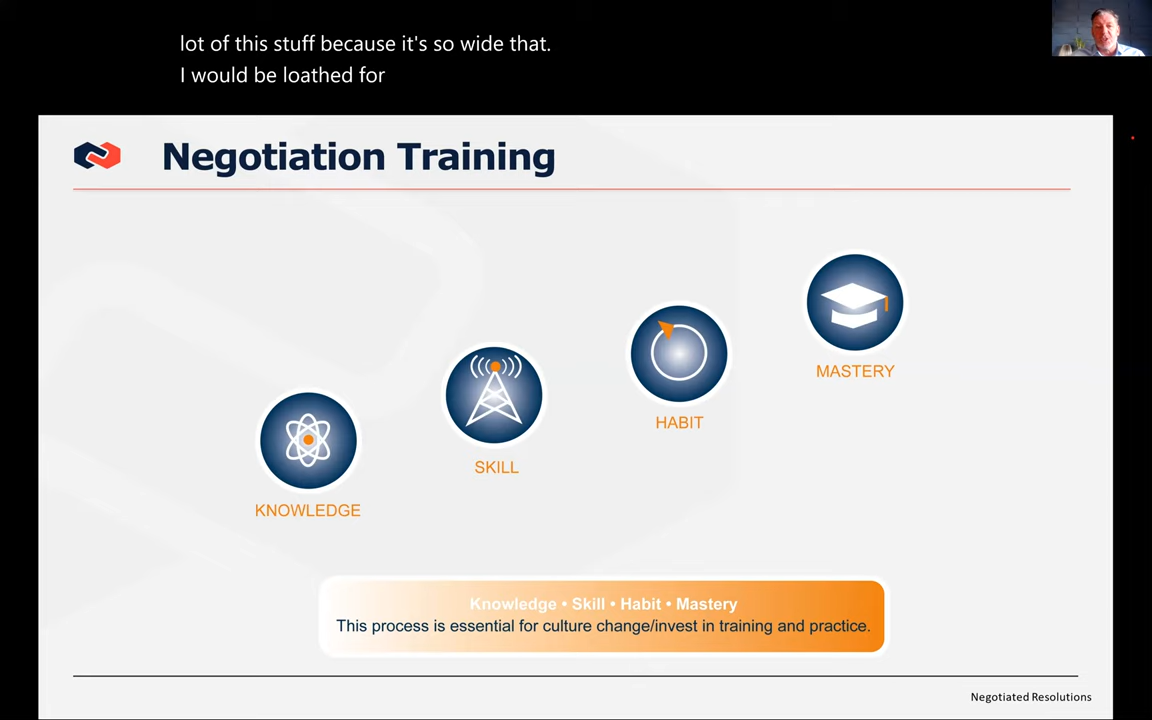 lot of this stuff because it's so wide that.
I would be loathed for
Negotiation Training
MASTERY
HABIT
SKILL
KNOWLEDGE
Knowledge • Skill • Habit • Mastery
This process is essential for culture change/invest in training and practice.
Negotiated Resolutions